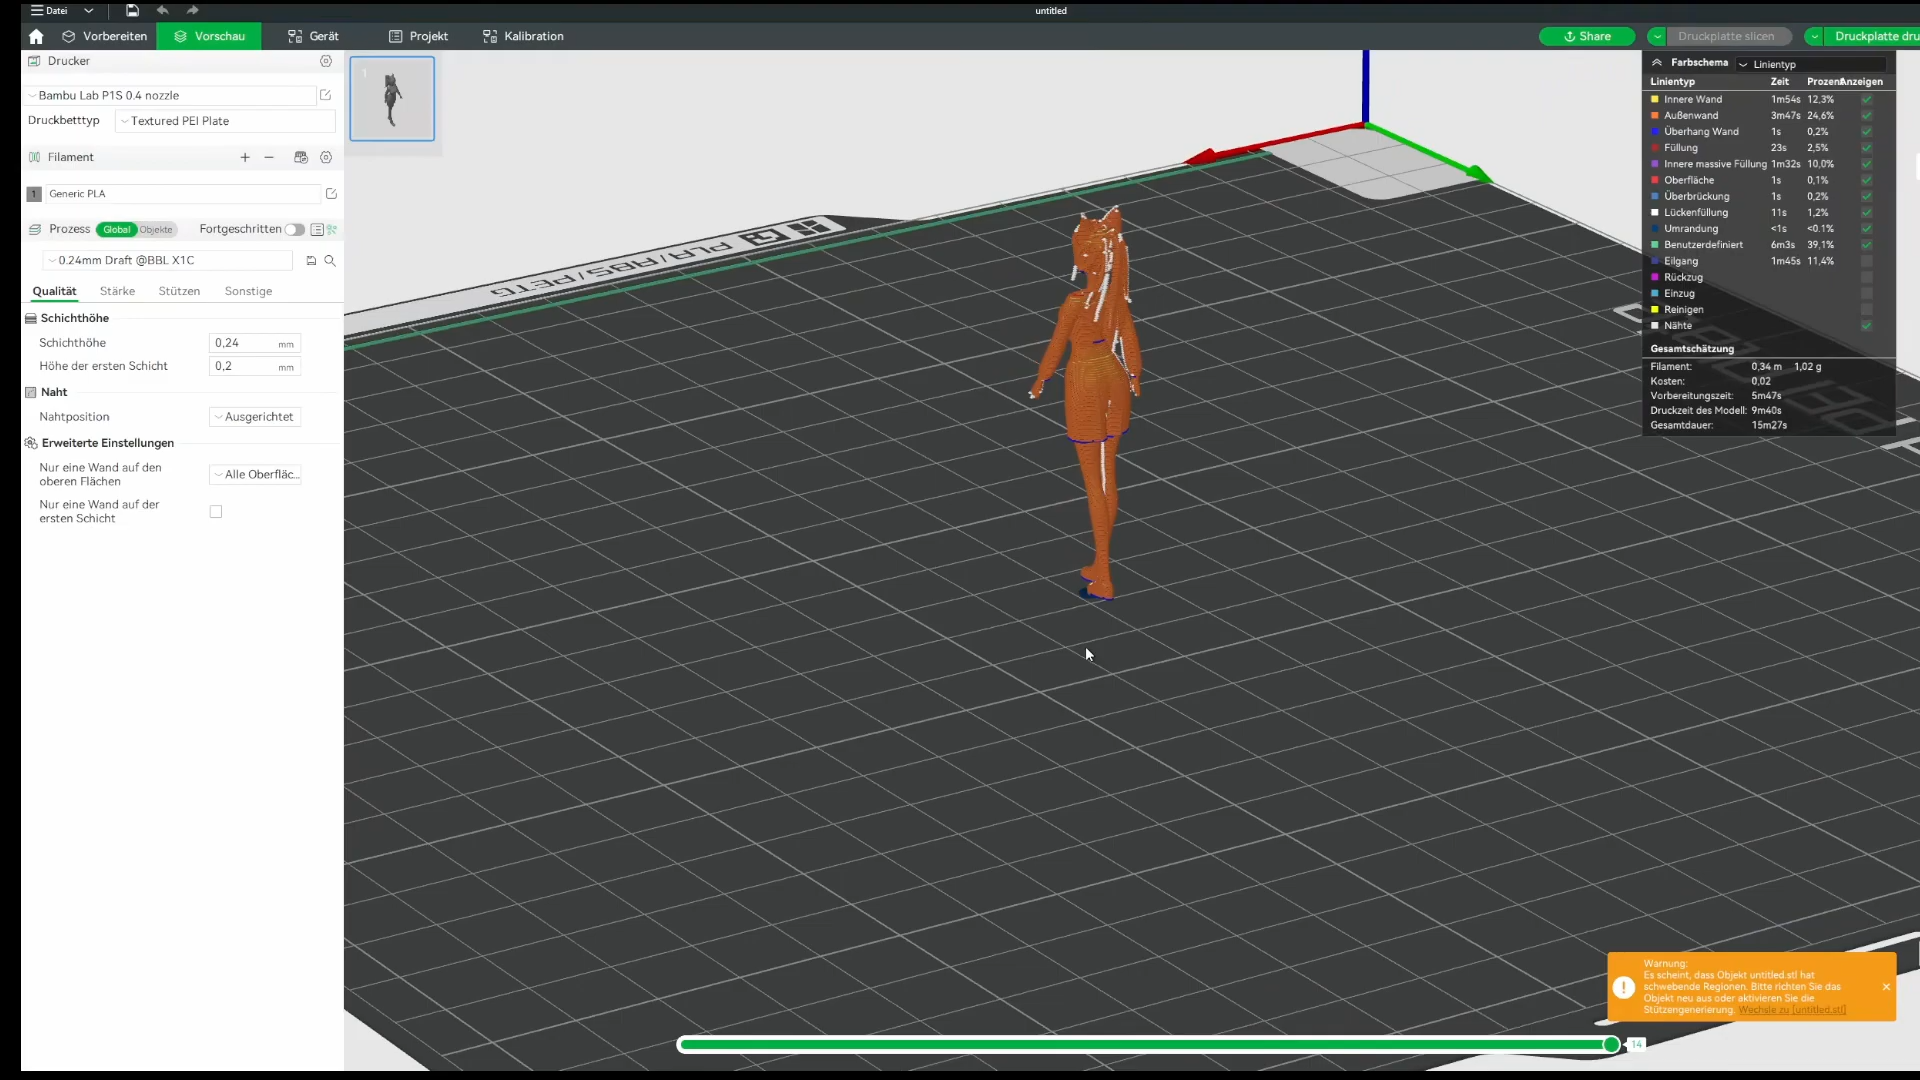 Datei
untitled
Vorbereiten
Vorschau
Gerät
Projekt
Kalibration
Share
Druckplatte slicen
Druckplatte dru
Drucker
Bambu Lab P1S 0.4 nozzle
Druckbetttyp
Textured PEI Plate
Filament
1
Generic PLA
Prozess
Global
Objekte
Fortgeschritten
0.24mm Draft @BBL X1C
Qualität
Stärke
Stützen
Sonstige
Schichthöhe
Schichthöhe
0,24 mm
Höhe der ersten Schicht
0,2 mm
Naht
Nahtposition
Ausgerichtet
Erweiterte Einstellungen
Nur eine Wand auf den
oberen Flächen
Alle Oberfläc...
Nur eine Wand auf der
ersten Schicht
1
PLA/ABS/PETG
Farbschema
Linientyp
Linientyp Zeit Prozent Anzeigen
Innere Wand 1m54s 12,3%
Außenwand 3m47s 24,6%
Überhang Wand 1s 0,2%
Füllung 23s 2,5%
Innere massive Füllung 1m32s 10,0%
Oberfläche 1s 0,1%
Überbrückung 1s 0,2%
Lückenfüllung 11s 1,2%
Umrandung <1s <0.1%
Benutzerdefiniert 6m3s 39,1%
Eilgang 1m45s 11,4%
Rückzug
Einzug
Reinigen
Nähte
Gesamtschätzung
Filament: 0,34 m 1,02 g
Kosten: 0,02
Vorbereitungszeit: 5m47s
Druckzeit des Modell: 9m40s
Gesamtdauer: 15m27s
Warnung:
Es scheint, dass Objekt untitled.stl hat
schwebende Regionen. Bitte richten Sie das
Objekt neu aus oder aktivieren Sie die
Stützengenerierung. Wechsle zu [untitled.stl]
14